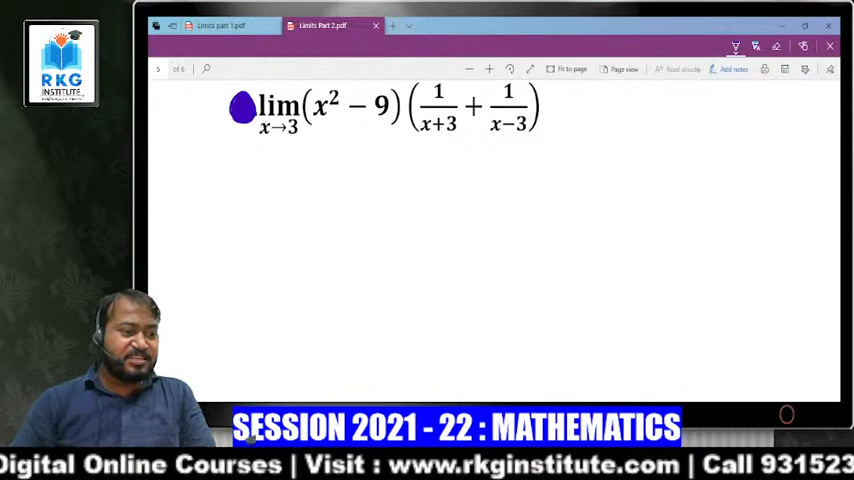 Limits part 1.pdf
Limits Part 2.pdf
RKG
INSTITUTE
5 of 6
Fit to page
Page view
Read aloud
Add notes
lim (x² − 9) ( 1/(x+3) + 1/(x−3) )
x→3
SESSION 2021 - 22 : MATHEMATICS
Digital Online Courses | Visit : www.rkginstitute.com | Call 931523